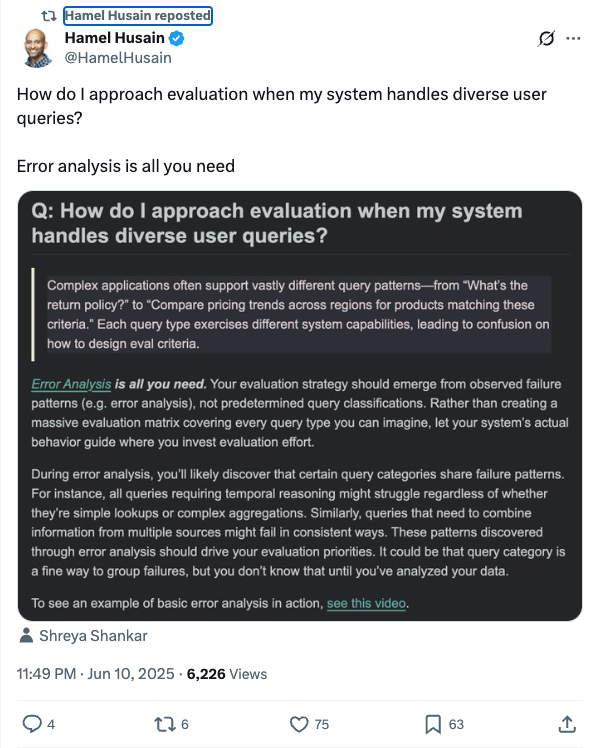 Hamel Husain reposted
Hamel Husain
@HamelHusain
How do I approach evaluation when my system handles diverse user
queries?
Error analysis is all you need
Q: How do I approach evaluation when my system
handles diverse user queries?
Complex applications often support vastly different query patterns—from “What’s the
return policy?” to “Compare pricing trends across regions for products matching these
criteria.” Each query type exercises different system capabilities, leading to confusion on
how to design eval criteria.
Error Analysis is all you need. Your evaluation strategy should emerge from observed failure
patterns (e.g. error analysis), not predetermined query classifications. Rather than creating a
massive evaluation matrix covering every query type you can imagine, let your system’s actual
behavior guide where you invest evaluation effort.
During error analysis, you’ll likely discover that certain query categories share failure patterns.
For instance, all queries requiring temporal reasoning might struggle regardless of whether
they’re simple lookups or complex aggregations. Similarly, queries that need to combine
information from multiple sources might fail in consistent ways. These patterns discovered
through error analysis should drive your evaluation priorities. It could be that query category is
a fine way to group failures, but you don’t know that until you’ve analyzed your data.
To see an example of basic error analysis in action, see this video.
Shreya Shankar
11:49 PM · Jun 10, 2025 · 6,226 Views
4 6 75 63